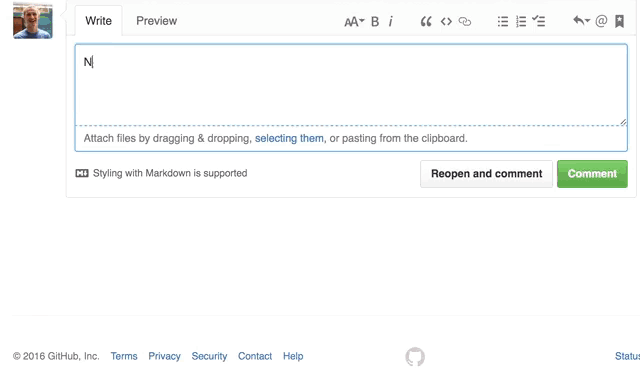 Write Preview AA B i
N
Attach files by dragging & dropping, selecting them, or pasting from the clipboard.
Styling with Markdown is supported Reopen and comment Comment
© 2016 GitHub, Inc. Terms Privacy Security Contact Help Status